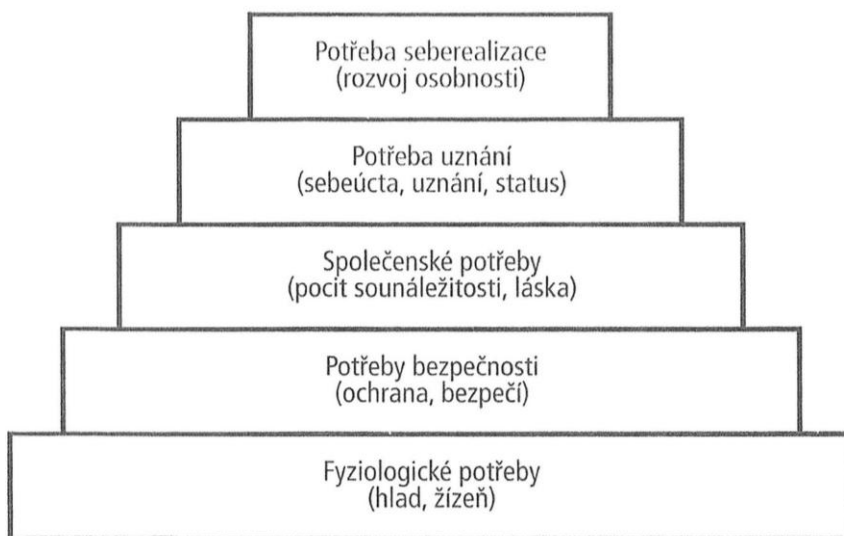 Potřeba seberealizace
(rozvoj osobnosti)
Potřeba uznání
(sebeúcta, uznání, status)
Společenské potřeby
(pocit sounáležitosti, láska)
Potřeby bezpečnosti
(ochrana, bezpečí)
Fyziologické potřeby
(hlad, žízeň)